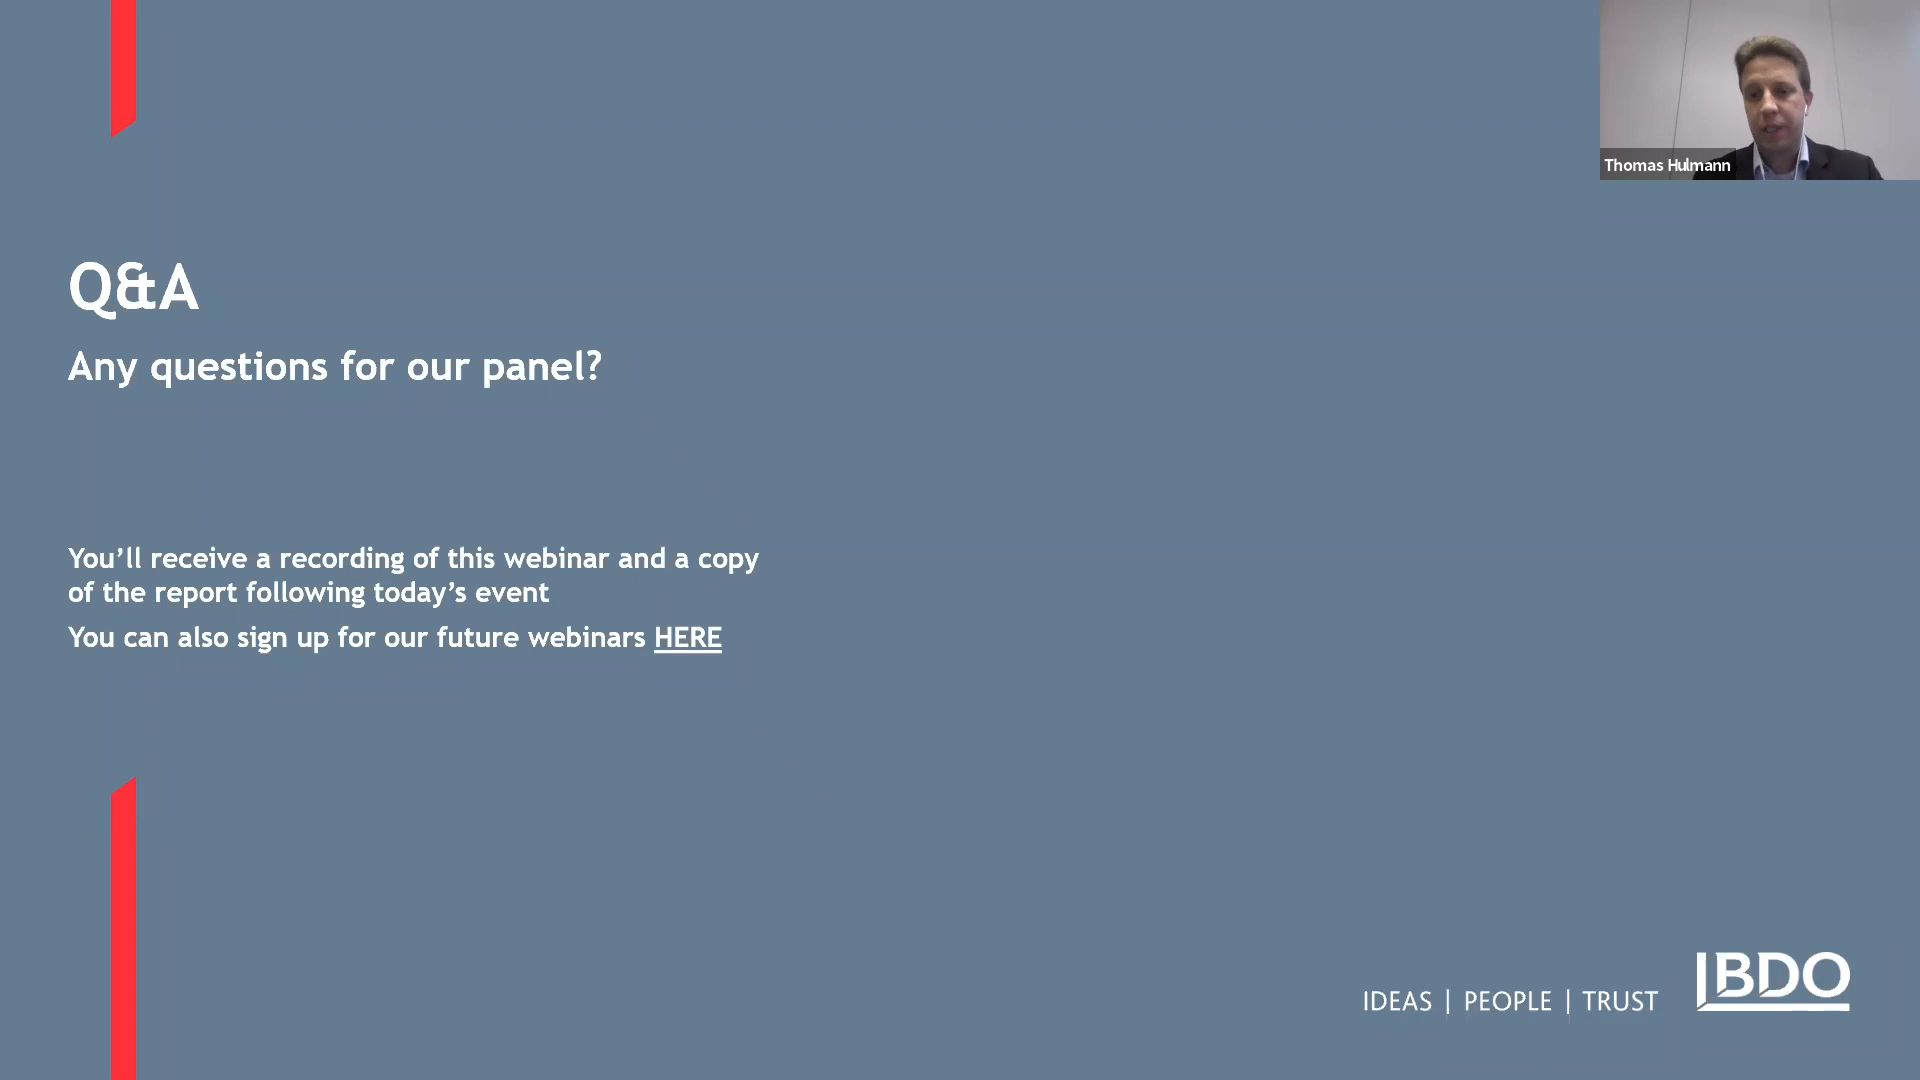 Thomas Hulmann
Q&A
Any questions for our panel?
You’ll receive a recording of this webinar and a copy
of the report following today’s event
You can also sign up for our future webinars HERE
IDEAS | PEOPLE | TRUST
BDO